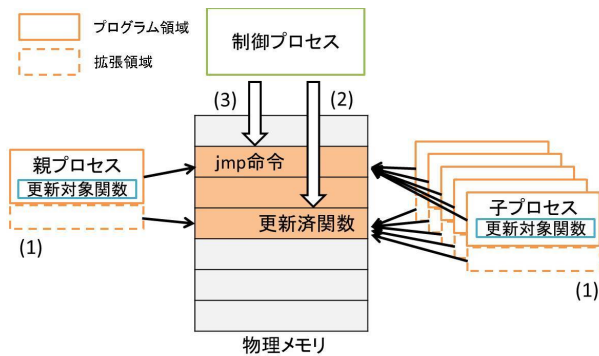 プログラム領域
拡張領域
制御プロセス
(3)
(2)
jmp命令
更新済関数
親プロセス
更新対象関数
(1)
子プロセス
更新対象関数
(1)
物理メモリ